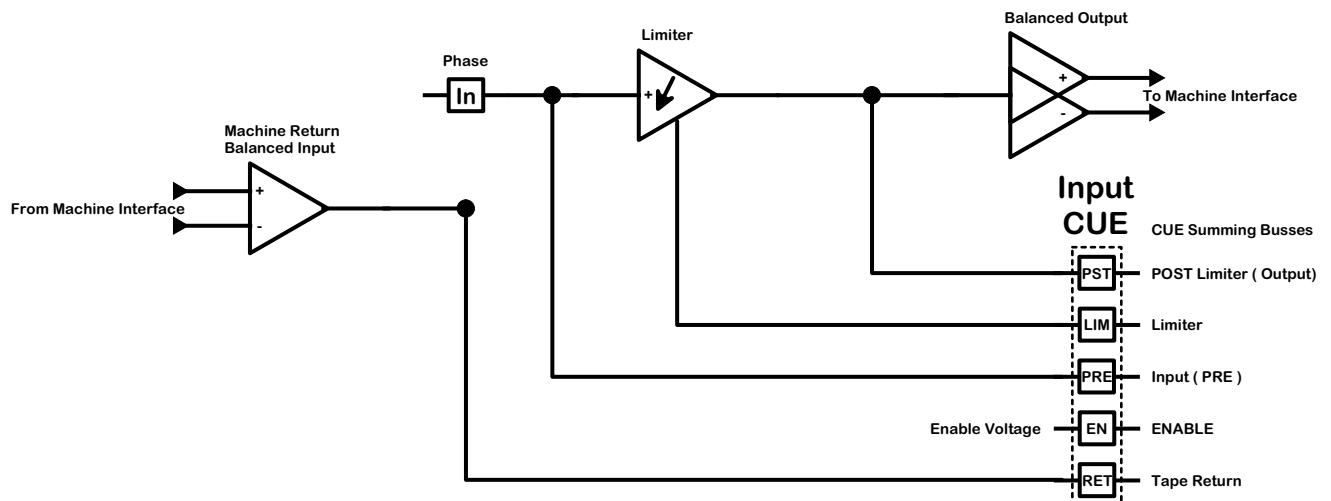 Balanced Output
Limiter
Phase
In
+
+
-
To Machine Interface
Machine Return
Balanced Input
+
-
From Machine Interface
Input
CUE
CUE Summing Busses
PST
POST Limiter ( Output)
LIM
Limiter
PRE
Input ( PRE )
Enable Voltage
EN
ENABLE
RET
Tape Return